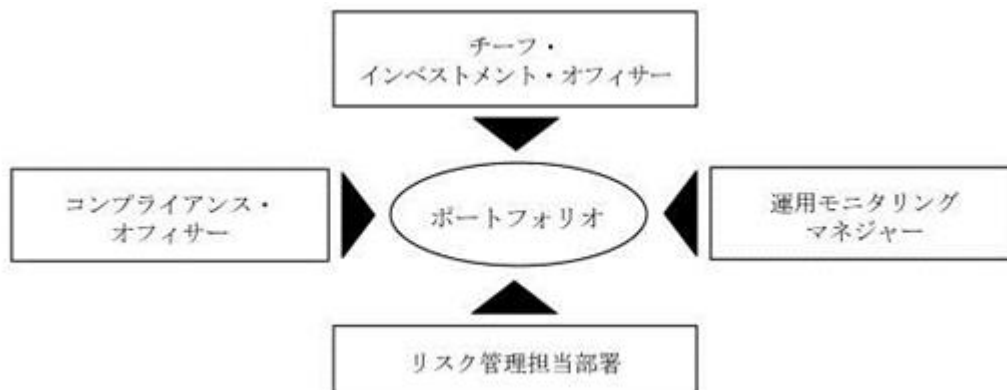 チーフ・
インベストメント・オフィサー
コンプライアンス・
オフィサー
ポートフォリオ
運用モニタリング
マネジャー
リスク管理担当部署